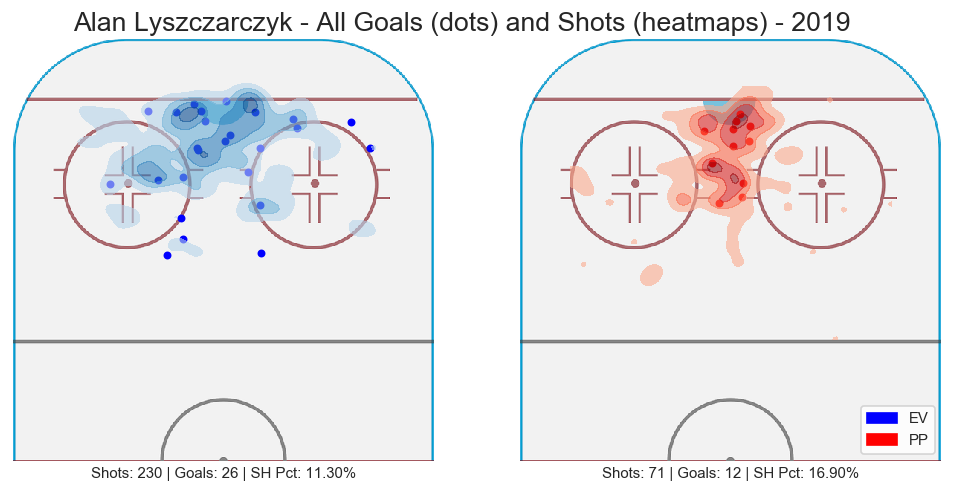 Alan Lyszczarczyk - All Goals (dots) and Shots (heatmaps) - 2019
EV
PP
Shots: 230 | Goals: 26 | SH Pct: 11.30%
Shots: 71 | Goals: 12 | SH Pct: 16.90%